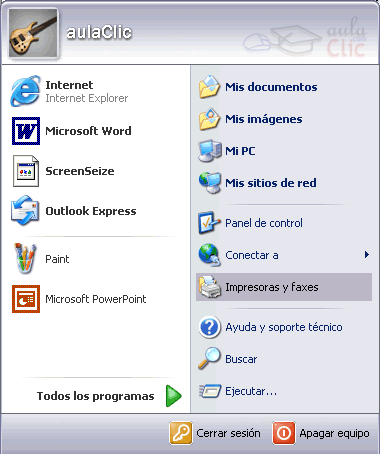 aulaClic
aula
Clic
Internet
Internet Explorer
Microsoft Word
ScreenSeize
Outlook Express
Paint
Microsoft PowerPoint
Todos los programas
Mis documentos
Mis imágenes
Mi PC
Mis sitios de red
Panel de control
Conectar a
Impresoras y faxes
Ayuda y soporte técnico
Buscar
Ejecutar...
Cerrar sesión
Apagar equipo